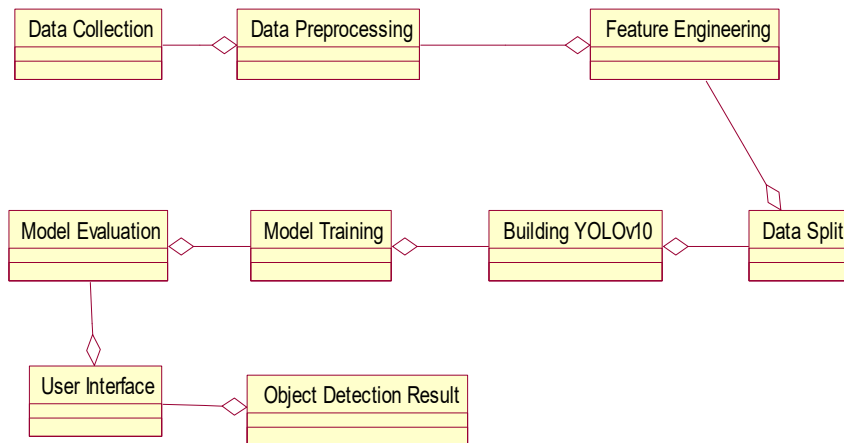 Data Collection
Data Preprocessing
Feature Engineering
Model Evaluation
Model Training
Building YOLOv10
Data Split
User Interface
Object Detection Result